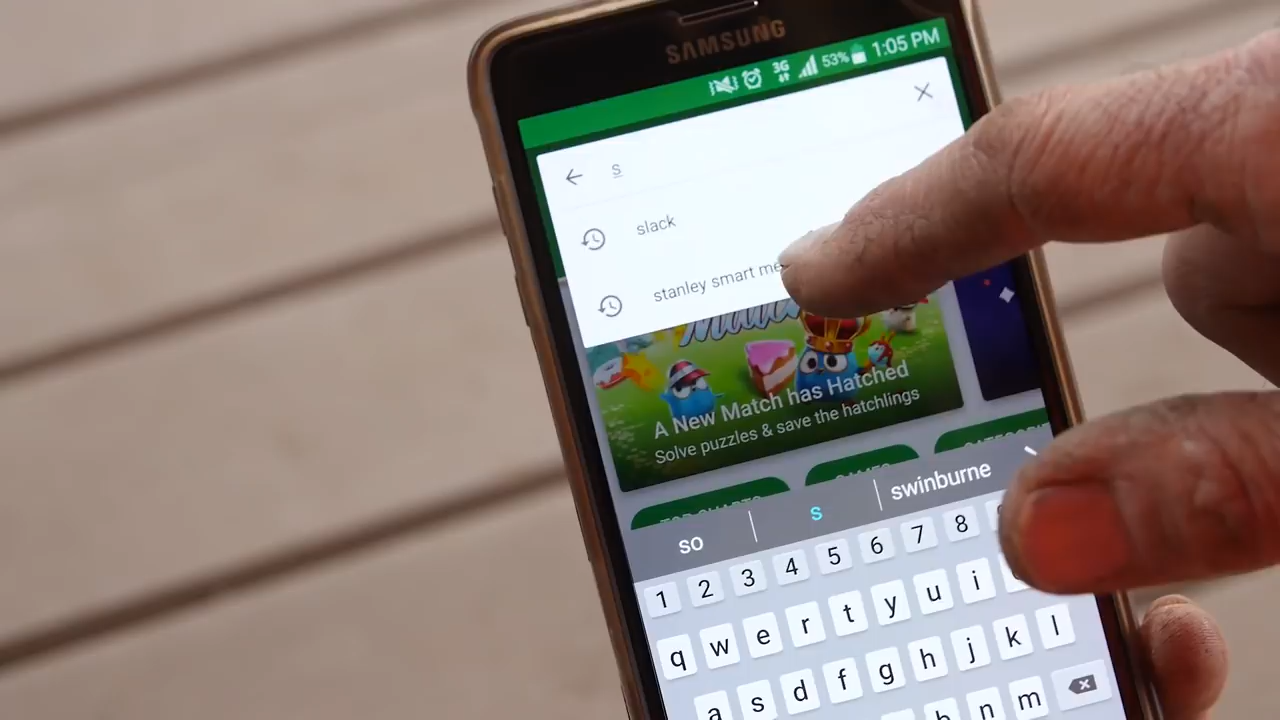 SAMSUNG
3G 53% 1:05 PM
s
slack
stanley smart me
A New Match has Hatched
Solve puzzles & save the hatchlings
so s swinburne
1 2 3 4 5 6 7 8
q w e r t y u i
a s d f g h j k l
b n m